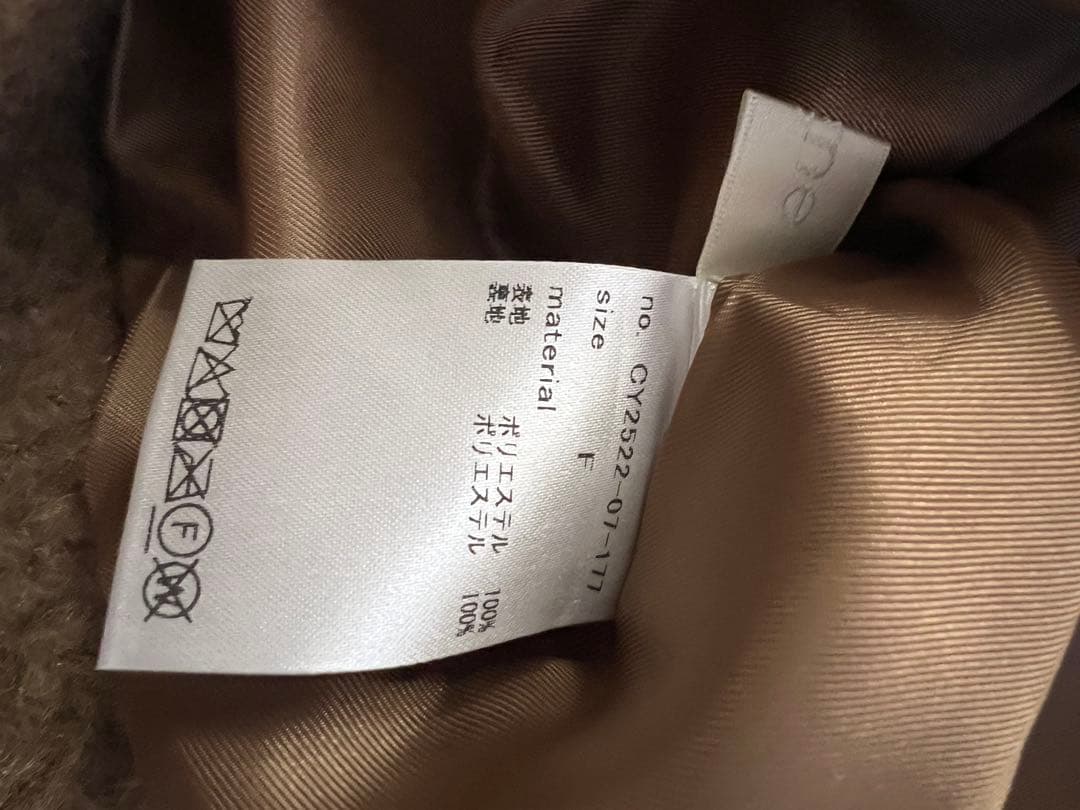 ne
no. CY2522-07-177
size F
material
表地 ポリエステル 100%
裏地 ポリエステル 100%
F
W